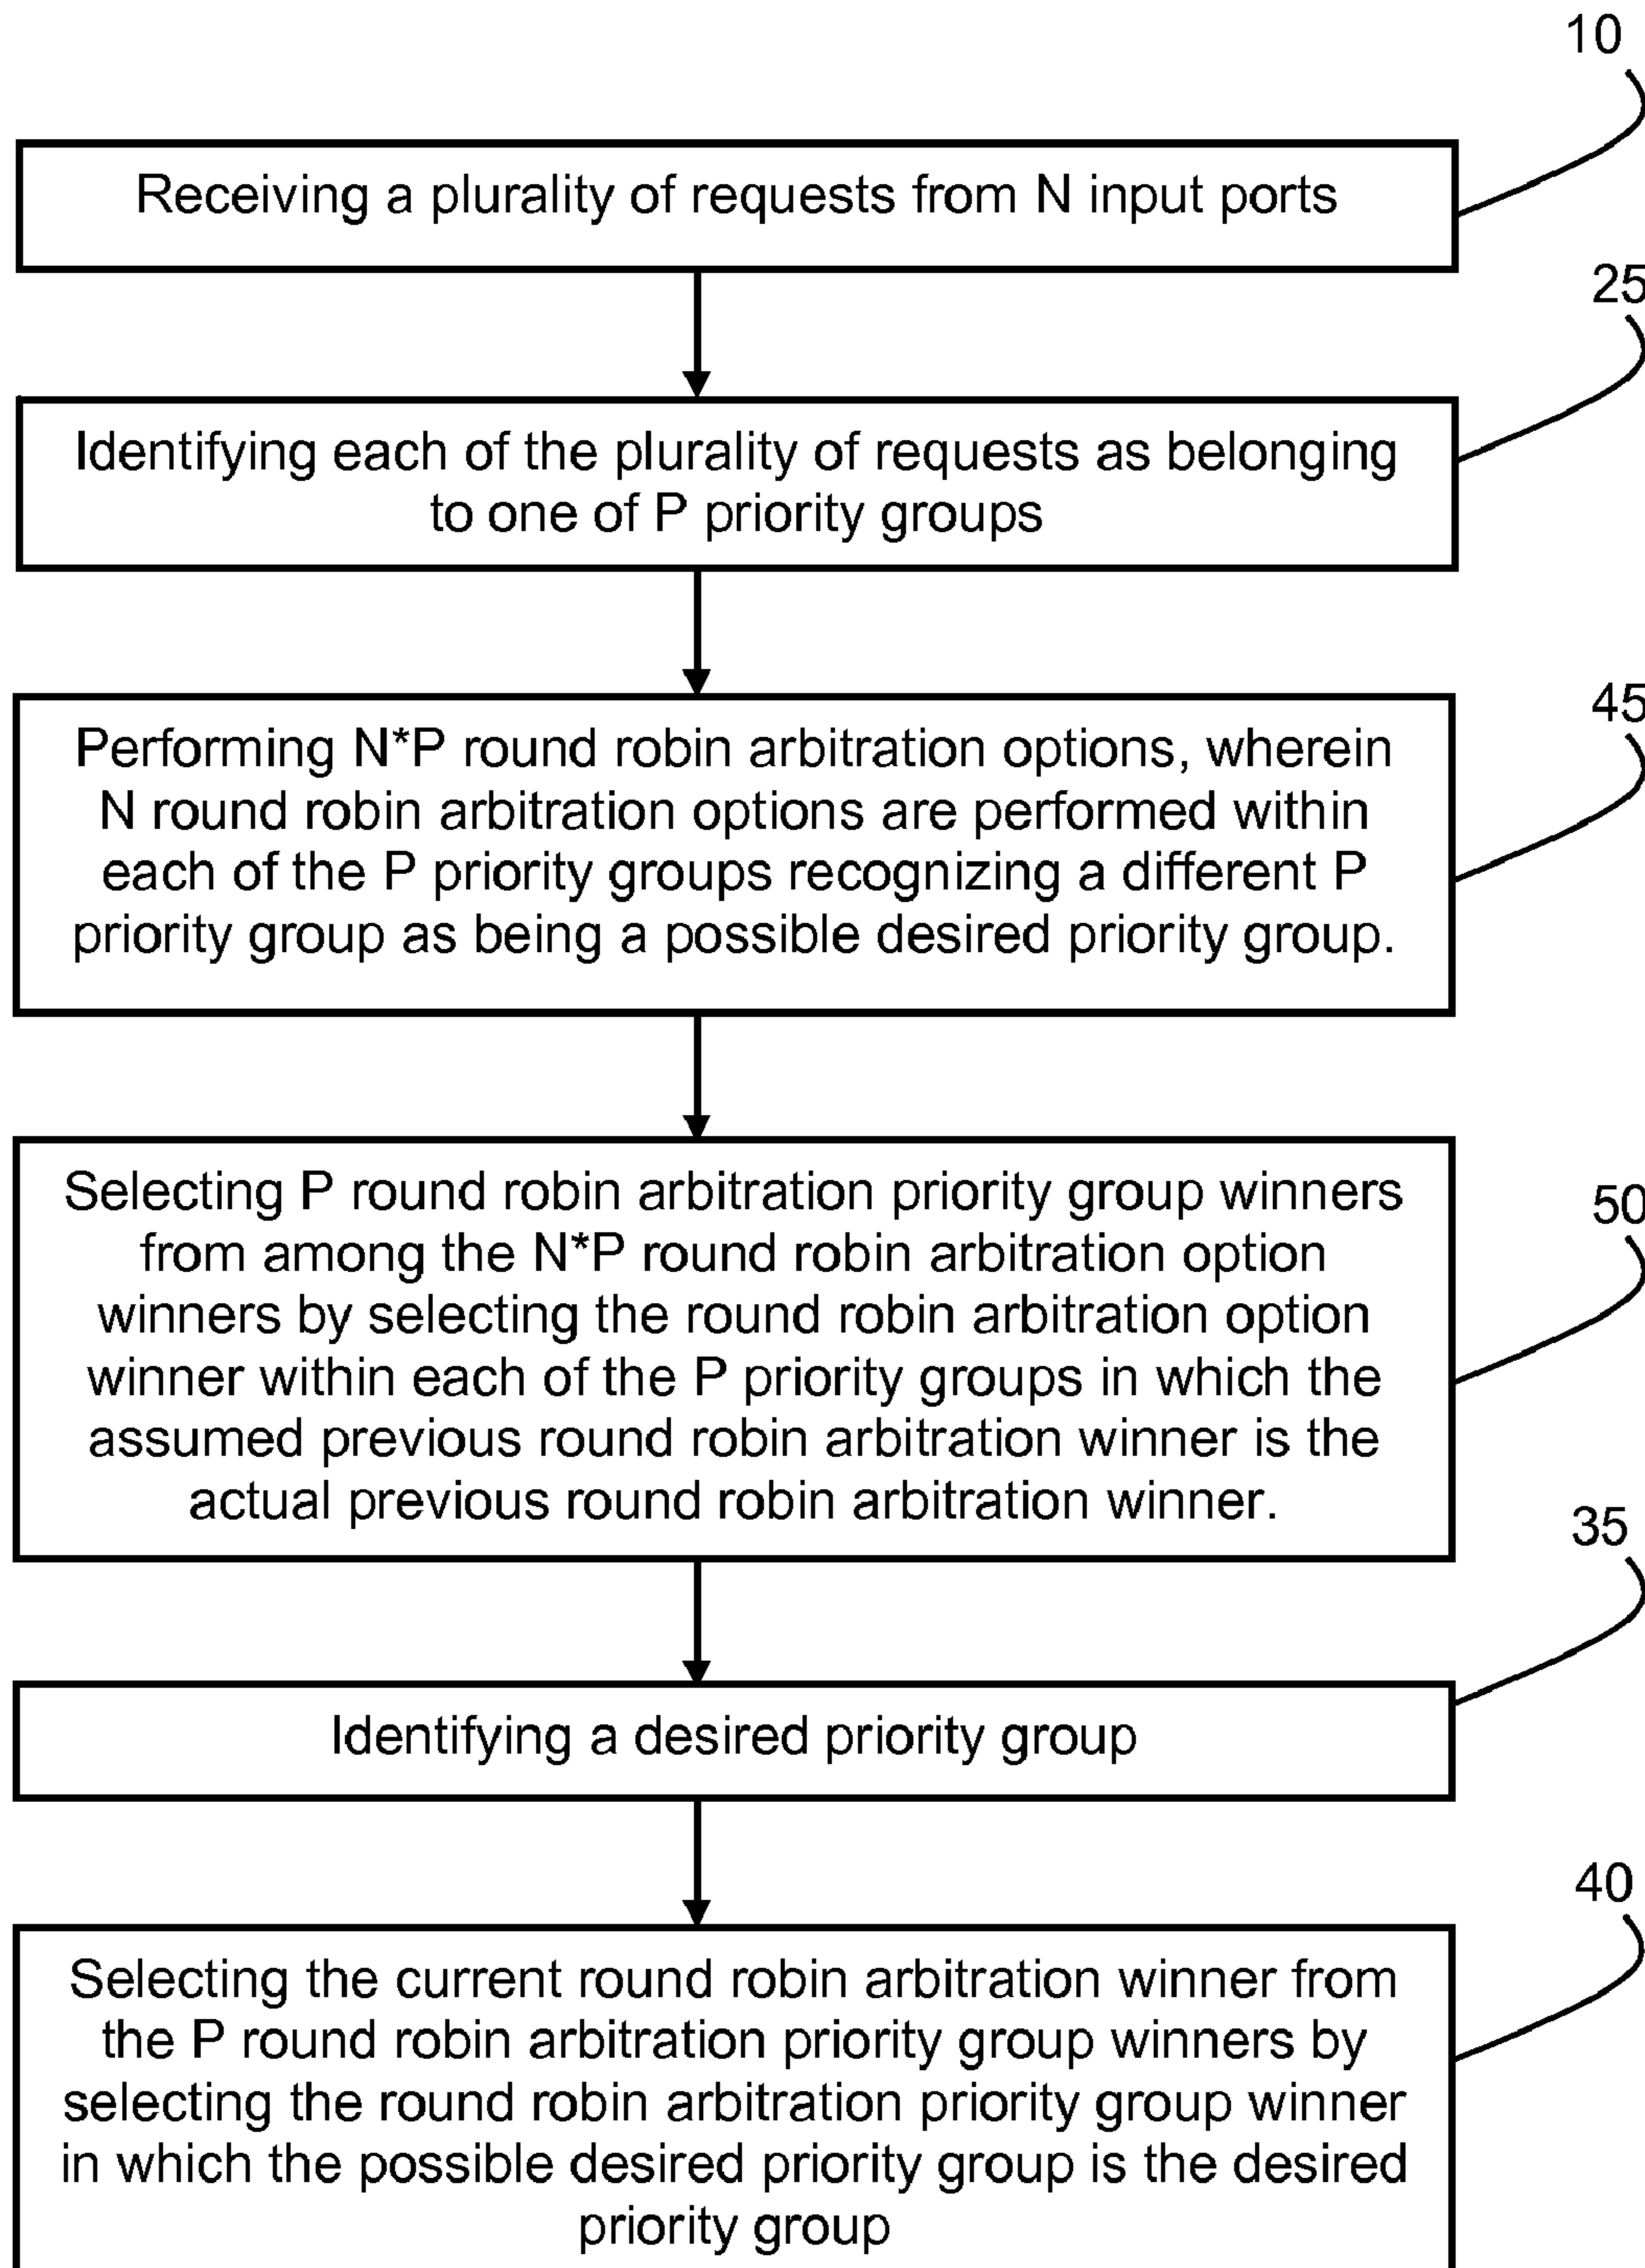 10
Receiving a plurality of requests from N input ports
25
Identifying each of the plurality of requests as belonging
to one of P priority groups
45
Performing N*P round robin arbitration options, wherein
N round robin arbitration options are performed within
each of the P priority groups recognizing a different P
priority group as being a possible desired priority group.
50
Selecting P round robin arbitration priority group winners
from among the N*P round robin arbitration option
winners by selecting the round robin arbitration option
winner within each of the P priority groups in which the
assumed previous round robin arbitration winner is the
actual previous round robin arbitration winner.
35
Identifying a desired priority group
40
Selecting the current round robin arbitration winner from
the P round robin arbitration priority group winners by
selecting the round robin arbitration priority group winner
in which the possible desired priority group is the desired
priority group